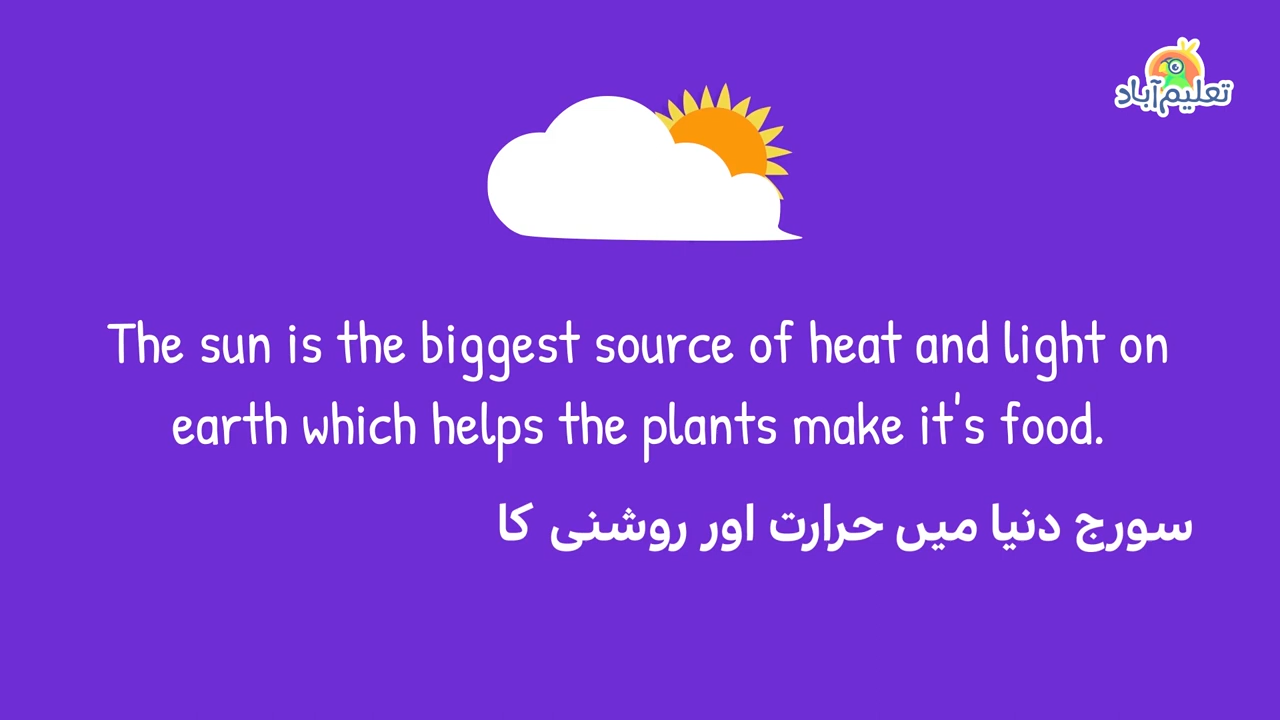 تعلیم آباد
The sun is the biggest source of heat and light on
earth which helps the plants make it's food.
سورج دنیا میں حرارت اور روشنی کا